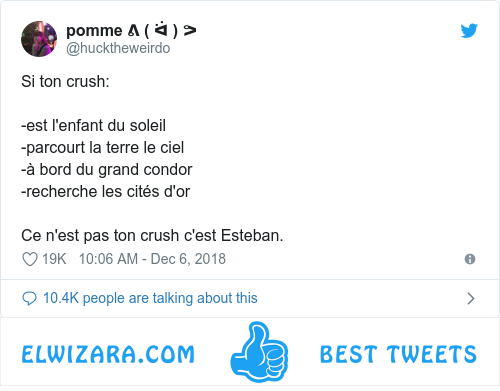 pomme ᕕ ( ᐛ ) ᕗ
@hucktheweirdo
Si ton crush:
-est l'enfant du soleil
-parcourt la terre le ciel
-à bord du grand condor
-recherche les cités d'or
Ce n'est pas ton crush c'est Esteban.
19K 10:06 AM - Dec 6, 2018
10.4K people are talking about this
ELWIZARA.COM BEST TWEETS